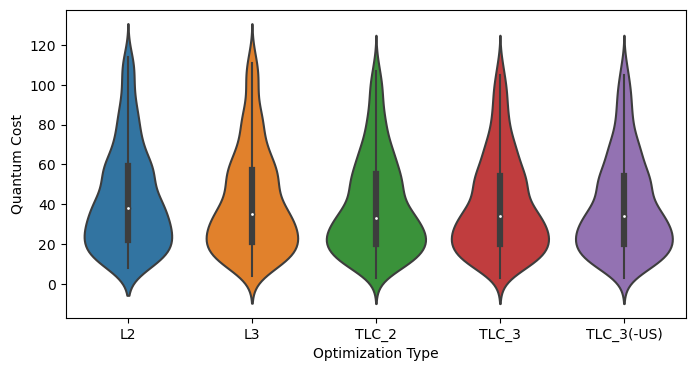 Quantum Cost
120
100
80
60
40
20
0
L2 L3 TLC_2 TLC_3 TLC_3(-US)
Optimization Type